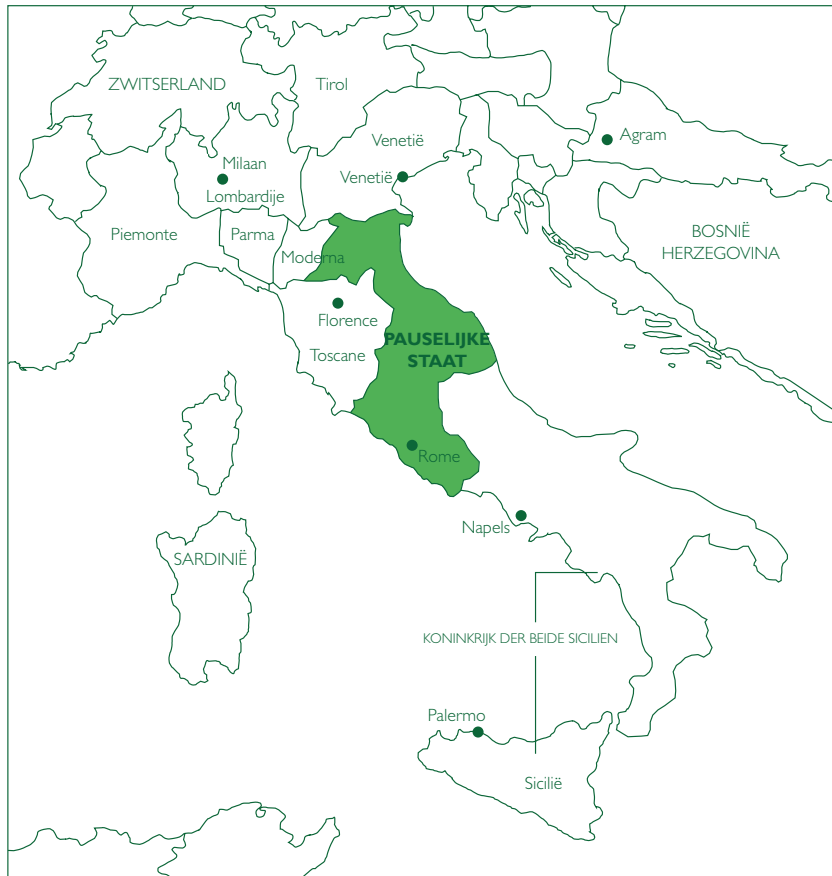 ZWITSERLAND
Tirol
Venetië
Agram
Milaan
Venetië
Lombardije
Piemonte
Parma
BOSNIË
HERZEGOVINA
Moderna
Florence
PAUSELIJKE
STAAT
Toscane
Rome
Napels
SARDINIË
KONINKRIJK DER BEIDE SICILIEN
Palermo
Sicilië